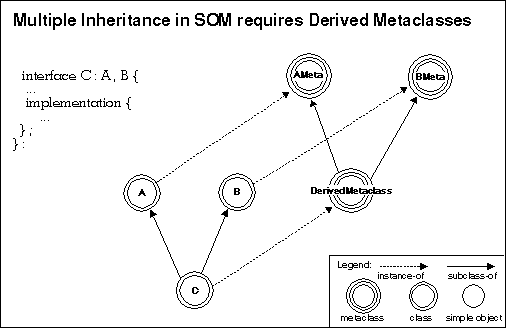 Multiple Inheritance in SOM requires Derived Metaclasses
interface C : A, B {
...
implementation {
...
} ;
} :
AMeta
BMeta
A
B
DerivedMetaclass
C
Legend:
instance-of
subclass-of
metaclass
class
simple object